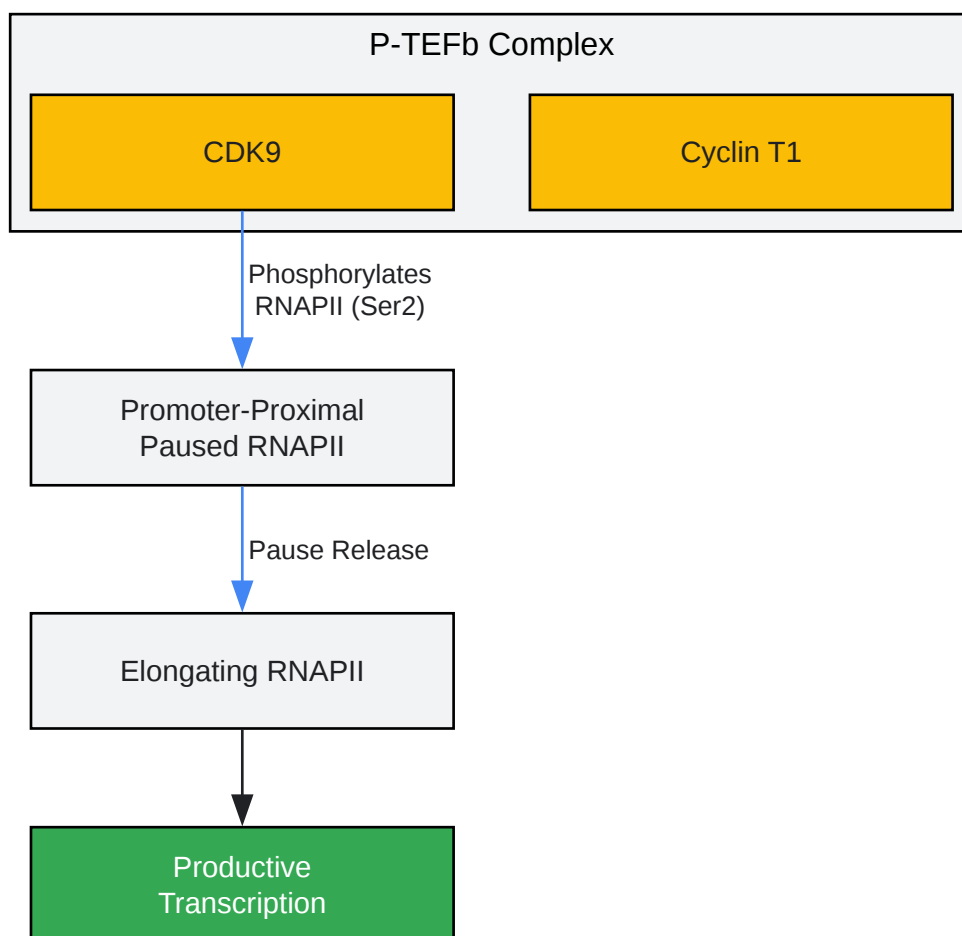 P-TEFb Complex
CDK9
Cyclin T1
Phosphorylates
RNAPII (Ser2)
Promoter-Proximal
Paused RNAPII
Pause Release
Elongating RNAPII
Productive
Transcription